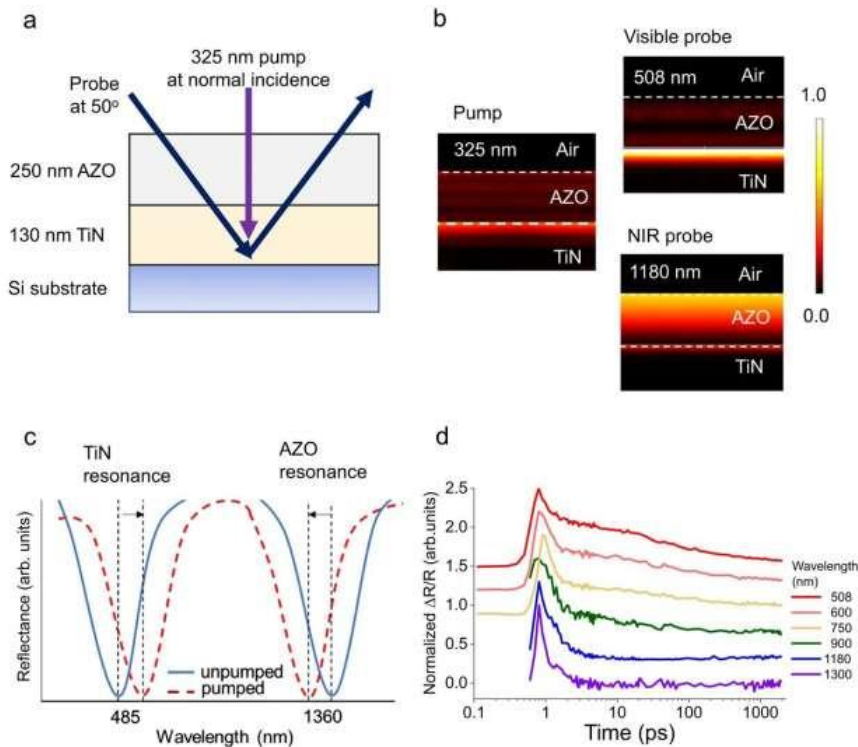 a
325 nm pump
at normal incidence
Probe
at 50°
250 nm AZO
130 nm TiN
Si substrate
b
Visible probe
508 nm Air
AZO
TiN
Pump
325 nm Air
AZO
TiN
NIR probe
1180 nm Air
AZO
TiN
1.0
0.0
c
TiN
resonance
AZO
resonance
Reflectance (arb. units)
unpumped
pumped
485
1360
Wavelength (nm)
d
Normalized ΔR/R (arb.units)
2.5
2.0
1.5
1.0
0.5
0.0
0.1
1
10
100
1000
Time (ps)
Wavelength
(nm)
508
600
750
900
1180
1300